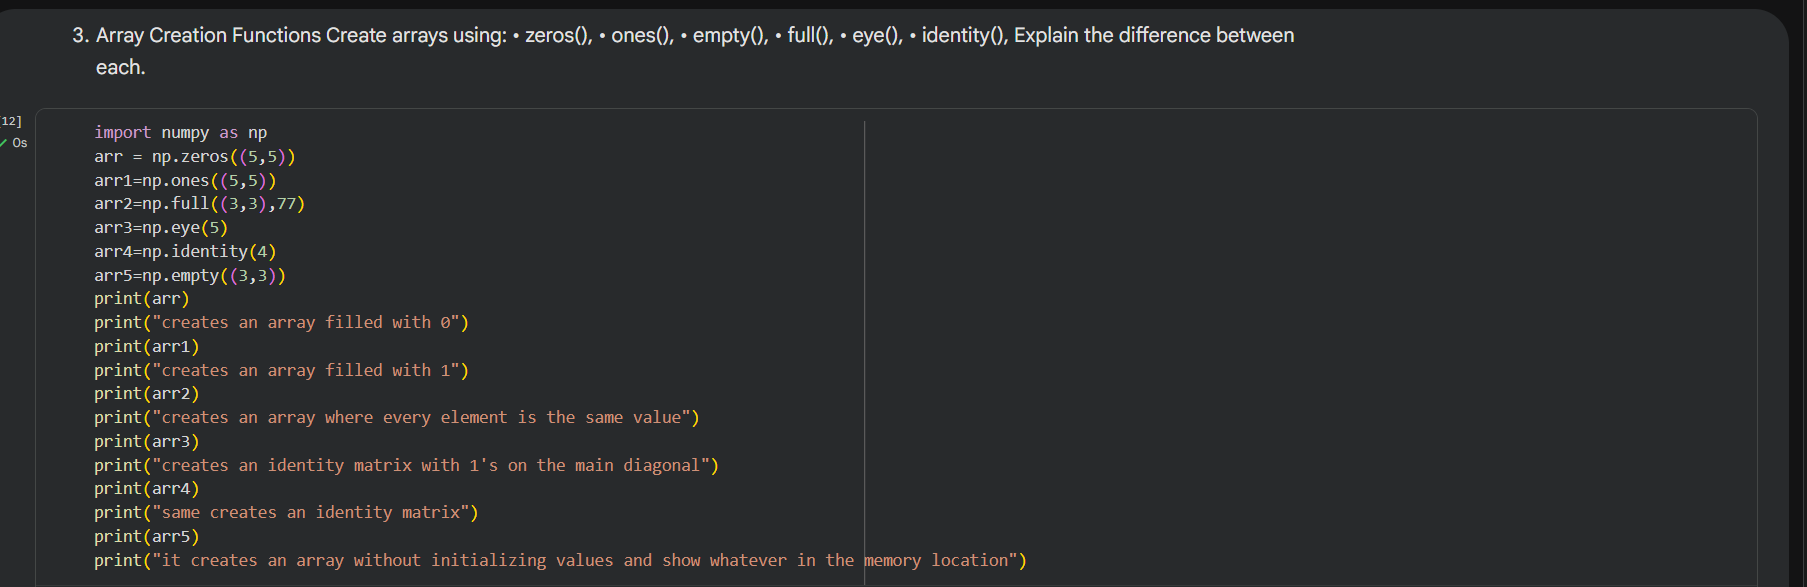 3. Array Creation Functions Create arrays using: • zeros(), • ones(), • empty(), • full(), • eye(), • identity(), Explain the difference between
each.
[12]
✓ 0s
import numpy as np
arr = np.zeros((5,5))
arr1=np.ones((5,5))
arr2=np.full((3,3),77)
arr3=np.eye(5)
arr4=np.identity(4)
arr5=np.empty((3,3))
print(arr)
print("creates an array filled with 0")
print(arr1)
print("creates an array filled with 1")
print(arr2)
print("creates an array where every element is the same value")
print(arr3)
print("creates an identity matrix with 1's on the main diagonal")
print(arr4)
print("same creates an identity matrix")
print(arr5)
print("it creates an array without initializing values and show whatever in the memory location")